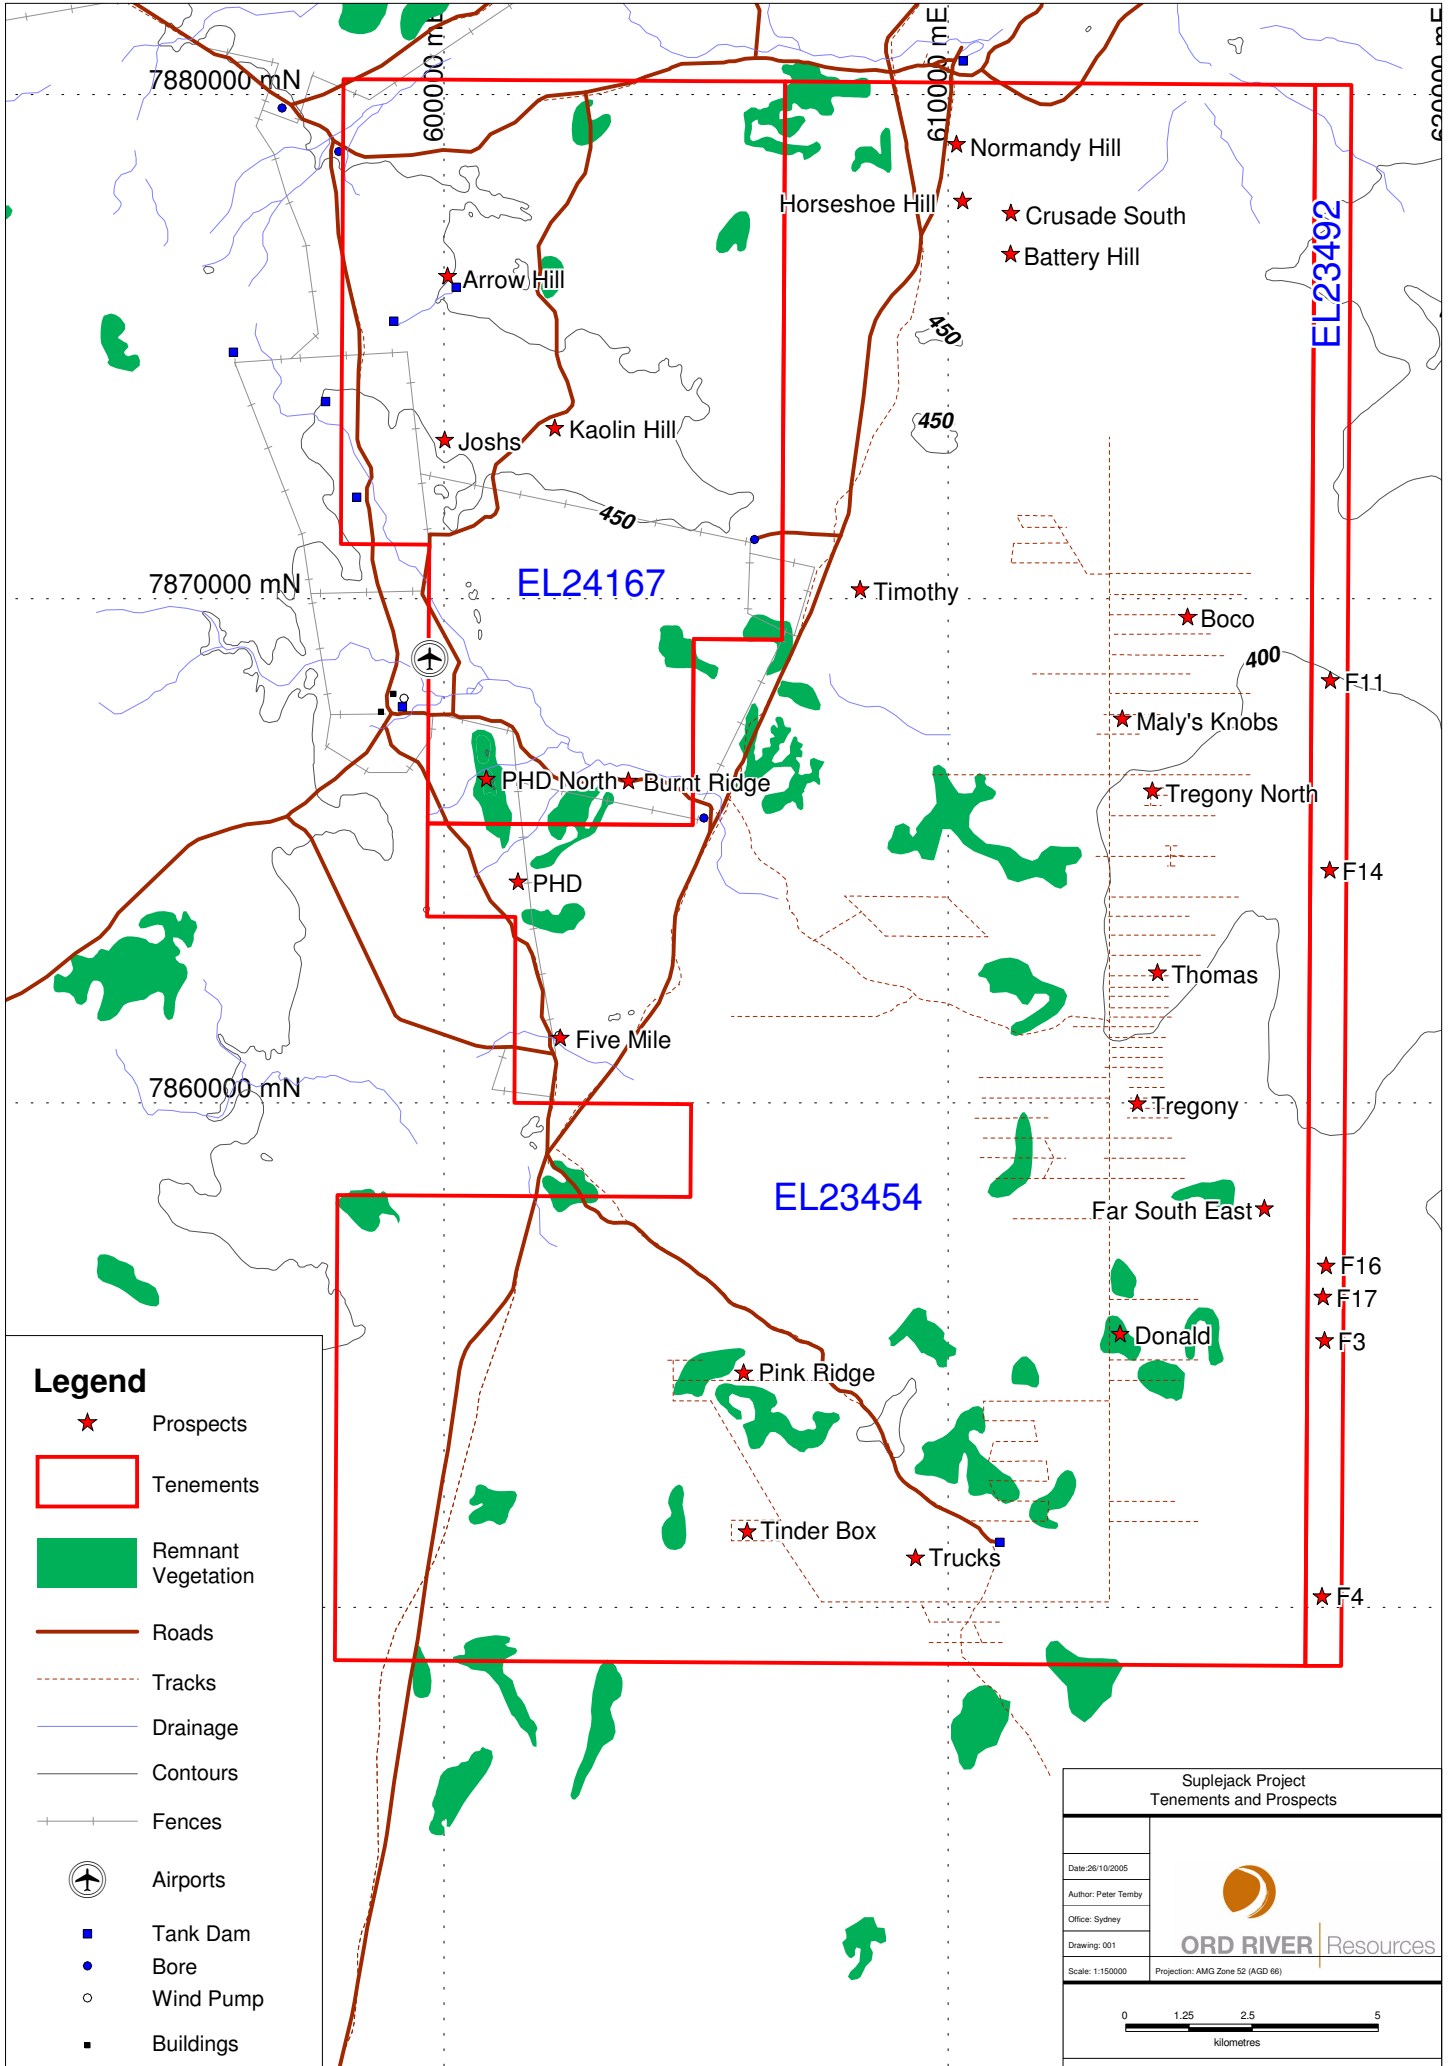 600000 mE
610000 mE
620000 mE
7880000 mN
Normandy Hill
Horseshoe Hill
Crusade South
Battery Hill
EL23492
Arrow Hill
450
450
Kaolin Hill
Joshs
450
7870000 mN
EL24167
Timothy
Boco
400
F11
Maly's Knobs
PHD North
Burnt Ridge
Tregony North
F14
PHD
Thomas
Five Mile
7860000 mN
Tregony
EL23454
Far South East
F16
F17
Donald
F3
Pink Ridge
Tinder Box
Trucks
F4
Legend
Prospects
Tenements
Remnant
Vegetation
Roads
Tracks
Drainage
Contours
Fences
Airports
Tank Dam
Bore
Wind Pump
Buildings
Suplejack Project
Tenements and Prospects
Date:26/10/2005
Author: Peter Temby
Office: Sydney
Drawing: 001
Scale: 1:150000
Projection: AMG Zone 52 (AGD 66)
ORD RIVER Resources
0 1.25 2.5 5
kilometres